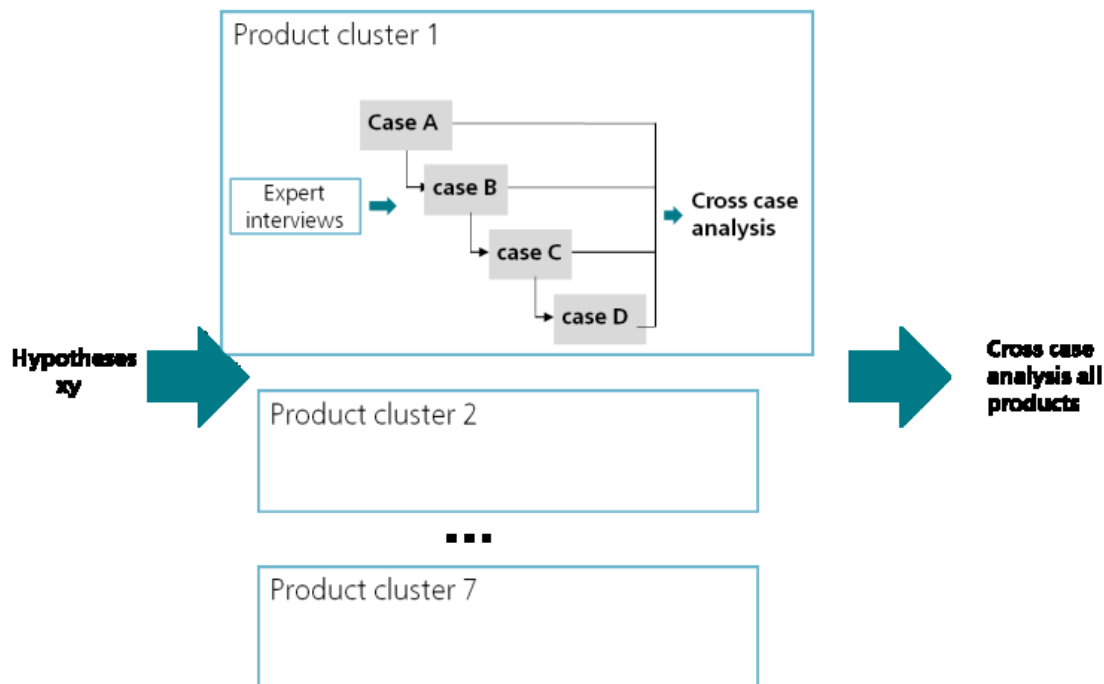 Product cluster 1
Case A
Expert
interviews
case B
Cross case
analysis
case C
case D
Hypotheses
xy
Cross case
analysis all
products
Product cluster 2
...
Product cluster 7